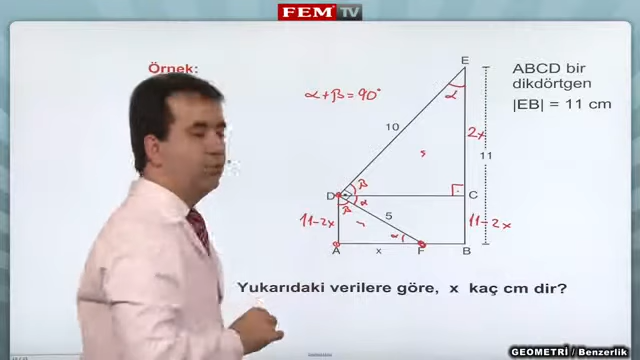 FEM TV
Örnek:
α+β=90°
ABCD bir
dikdörtgen
|EB| = 11 cm
E
α
10
2x
11
D
β
α
C
β
5
11-2x
11-2x
α
A
x
F
B
Yukarıdaki verilere göre, x kaç cm dir?
GEOMETRİ / Benzerlik